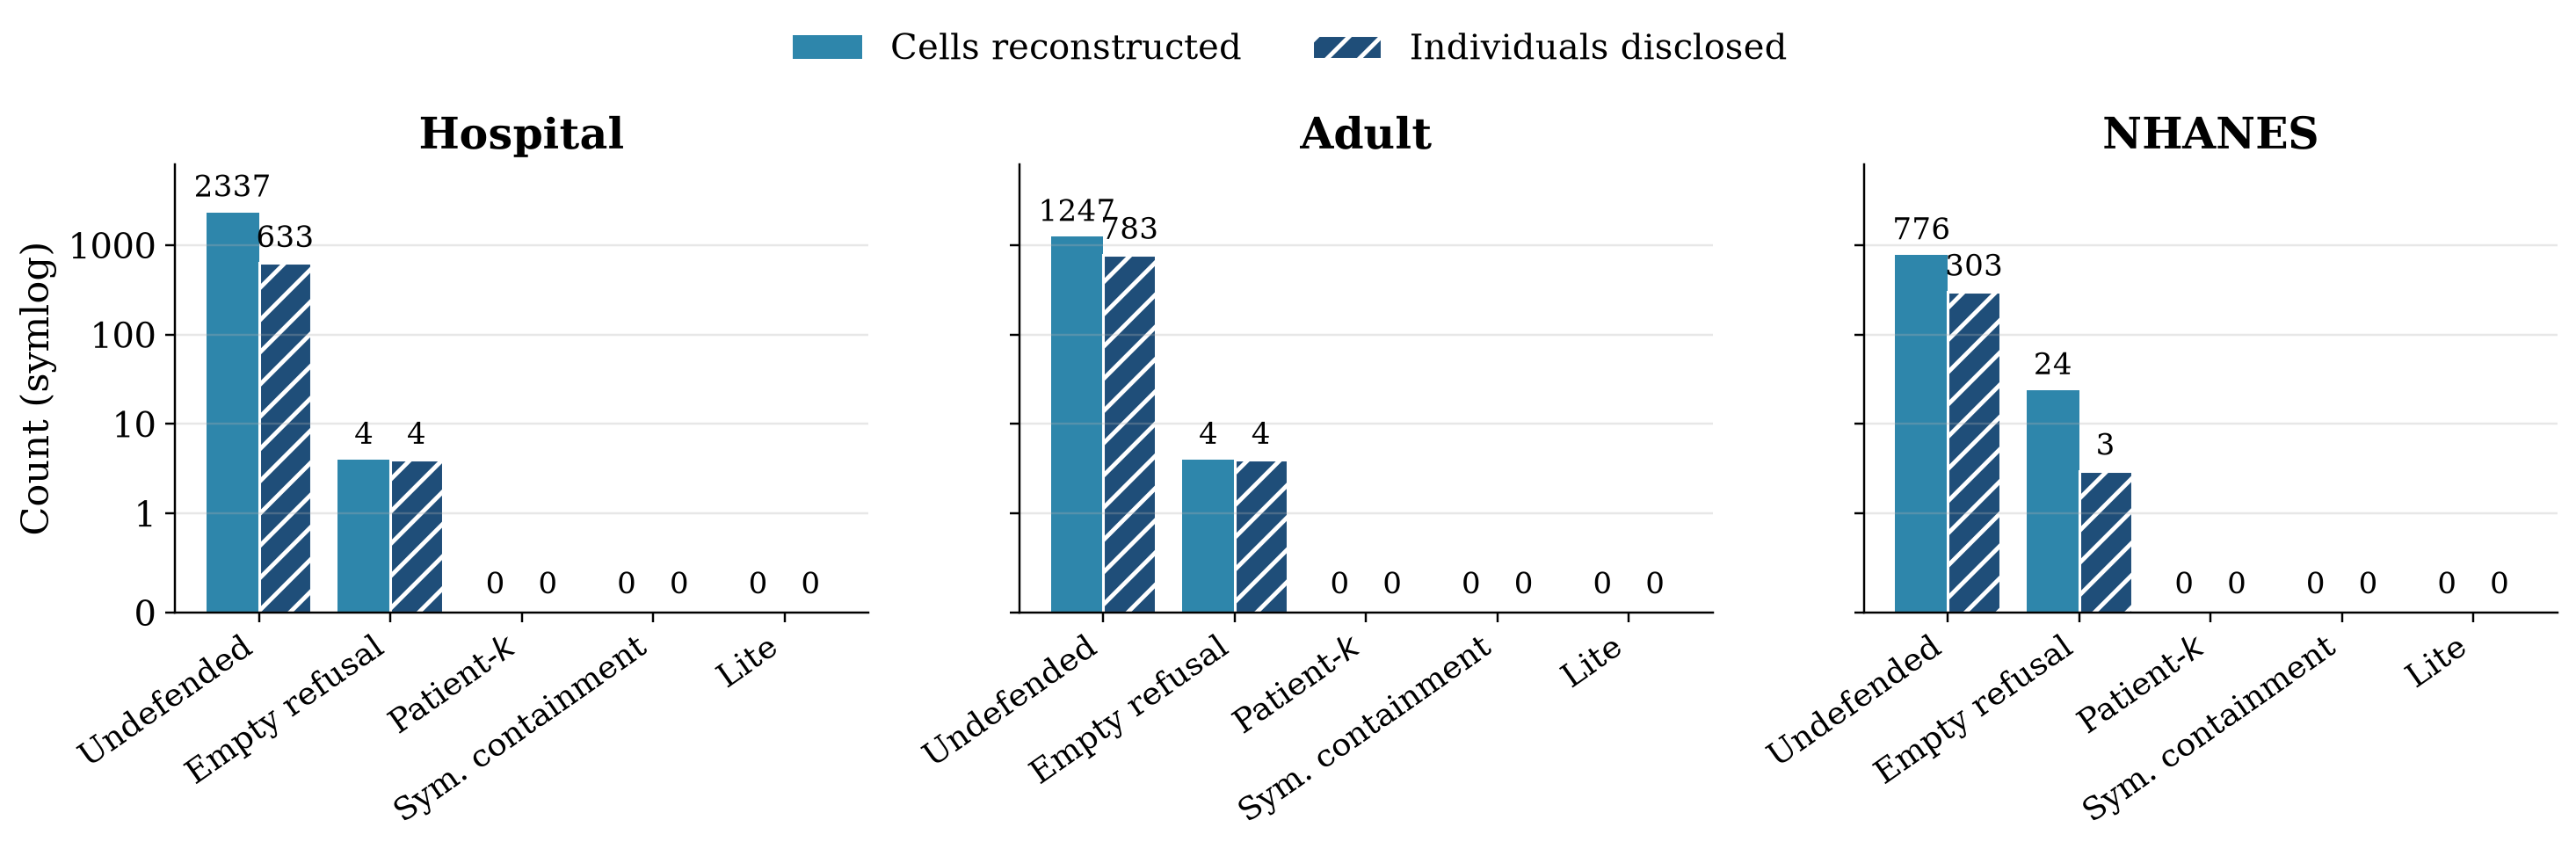 Cells reconstructed
Individuals disclosed
Hospital
Adult
NHANES
Count (symlog)
1000
100
10
1
0
2337
633
4
4
0
0
0
0
0
0
Undefended
Empty refusal
Patient-k
Sym. containment
Lite
1247
783
4
4
0
0
0
0
0
0
Undefended
Empty refusal
Patient-k
Sym. containment
Lite
776
303
24
3
0
0
0
0
0
0
Undefended
Empty refusal
Patient-k
Sym. containment
Lite